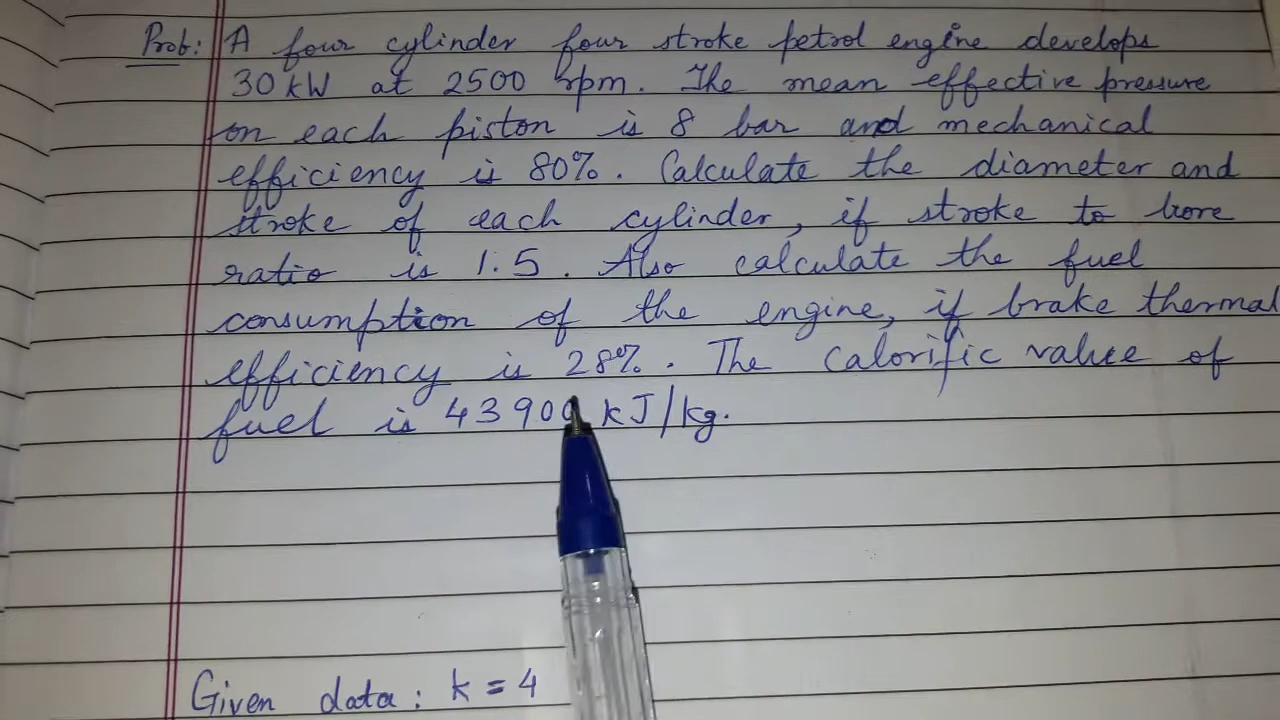 Prob: A four cylinder four stroke petrol engine develops
30 kW at 2500 rpm. The mean effective pressure
on each piston is 8 bar and mechanical
efficiency is 80%. Calculate the diameter and
stroke of each cylinder, if stroke to bore
ratio is 1.5. Also calculate the fuel
consumption of the engine, if brake thermal
efficiency is 28%. The calorific value of
fuel is 43900 kJ/kg.
Given data: k = 4